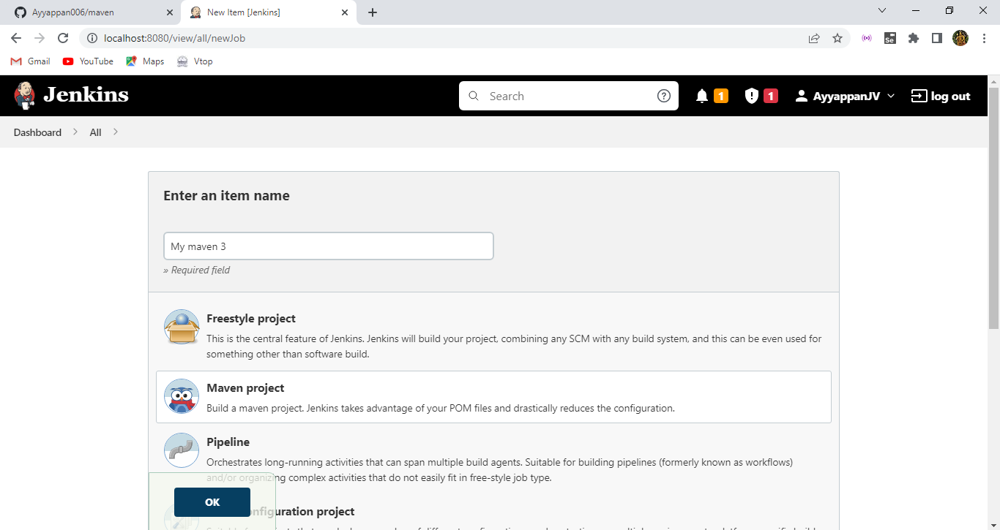 Ayyappan006/maven
New Item [Jenkins]
localhost:8080/view/all/newJob
Se
Gmail YouTube Maps Vtop
Jenkins Search 1 1 AyyappanJV log out
Dashboard All
Enter an item name
My maven 3
» Required field
Freestyle project
This is the central feature of Jenkins. Jenkins will build your project, combining any SCM with any build system, and this can be even used for
something other than software build.
Maven project
Build a maven project. Jenkins takes advantage of your POM files and drastically reduces the configuration.
Pipeline
Orchestrates long-running activities that can span multiple build agents. Suitable for building pipelines (formerly known as workflows)
and/or organizing complex activities that do not easily fit in free-style job type.
OK
nfiguration project